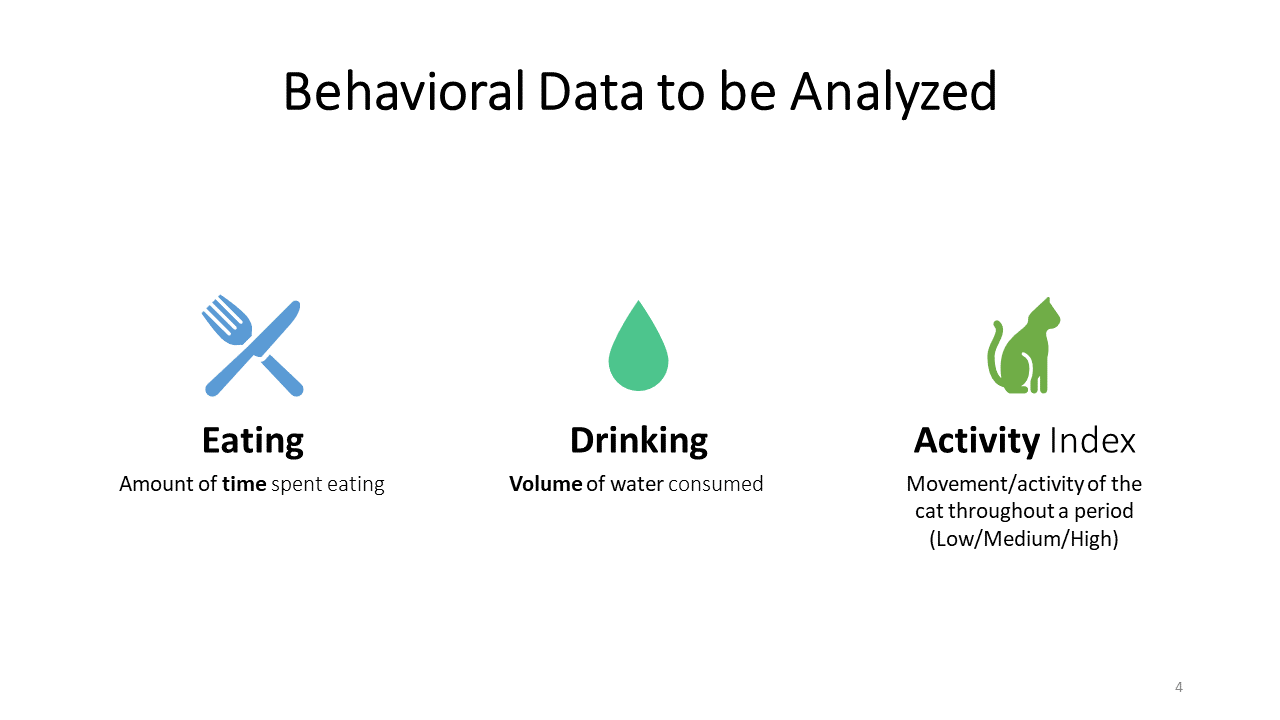 Behavioral Data to be Analyzed
Eating
Amount of time spent eating
Drinking
Volume of water consumed
Activity Index
Movement/activity of the
cat throughout a period
(Low/Medium/High)
4